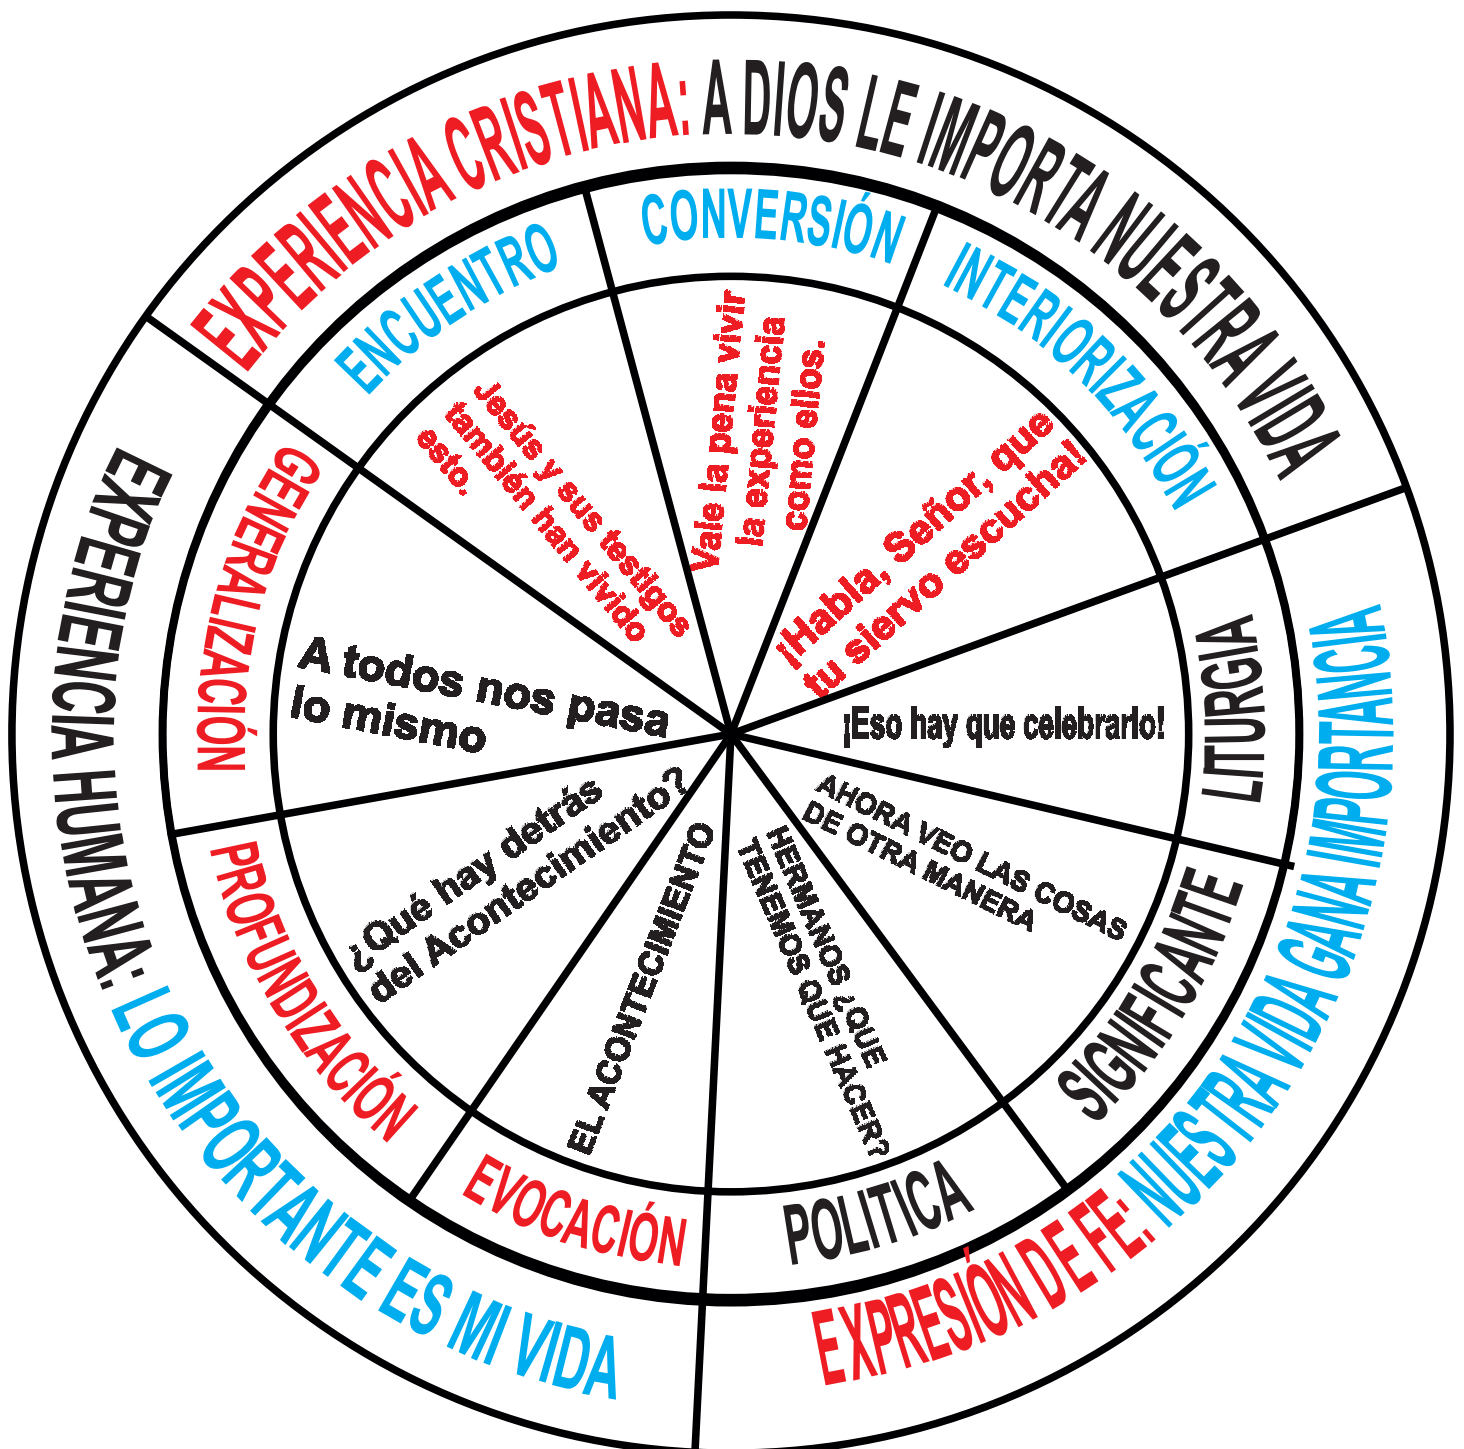 EXPERIENCIA CRISTIANA: A DIOS LE IMPORTA NUESTRA VIDA
ENCUENTRO
CONVERSIÓN
INTERIORIZACIÓN
Jesús y sus testigos
también han vivido
esto.
Vale la pena vivir
la experiencia
como ellos.
¡Habla, Señor, que
tu siervo escucha!
EXPRESIÓN DE FE: NUESTRA VIDA GANA IMPORTANCIA
LITURGIA
¡Eso hay que celebrarlo!
SIGNIFICANTE
AHORA VEO LAS COSAS
DE OTRA MANERA
POLITICA
HERMANOS ¿QUE
TENEMOS QUE HACER?
EXPERIENCIA HUMANA: LO IMPORTANTE ES MI VIDA
EVOCACIÓN
EL ACONTECIMIENTO
PROFUNDIZACIÓN
¿Qué hay detrás
del Acontecimiento?
GENERALIZACIÓN
A todos nos pasa
lo mismo